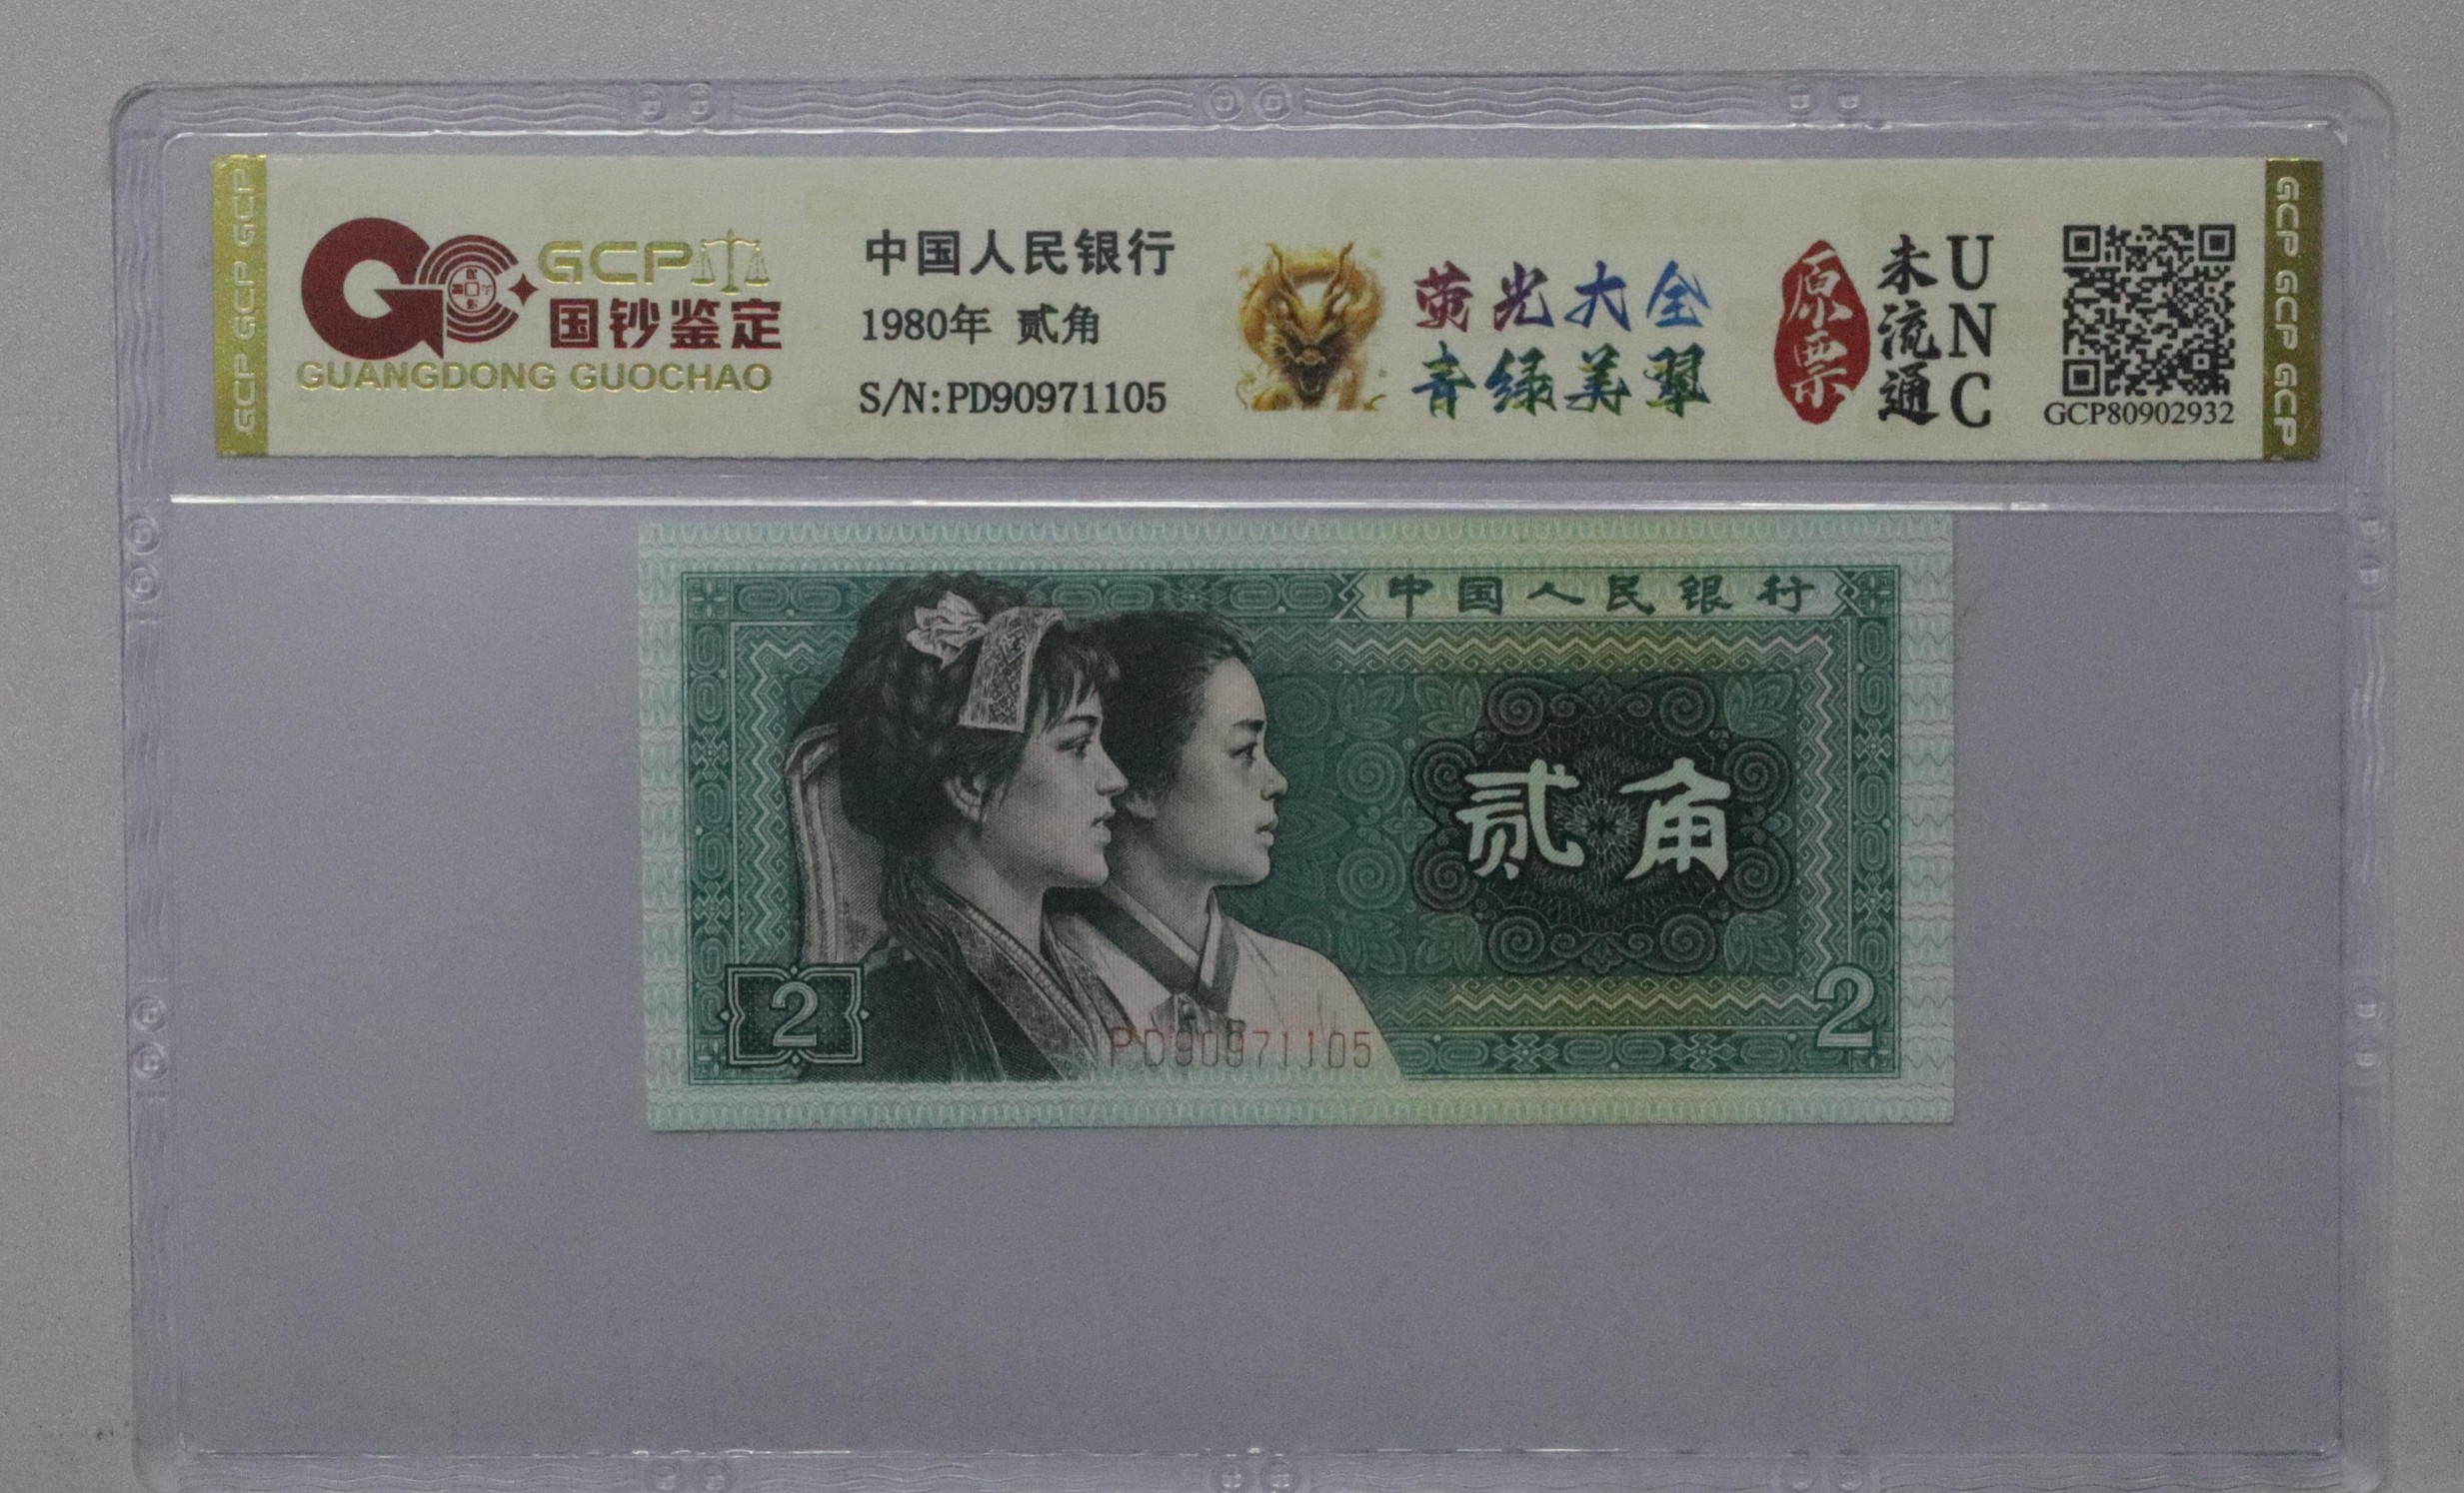 GCP GCP GCP
GCP
国钞鉴定
GUANGDONG GUOCHAO
中国人民银行
1980年 贰角
S/N:PD90971105
荧光大全
青绿美翠
原票
未流通
UNC
GCP80902932
GCP GCP GCP
中国人民银行
贰角
2
PD90971105
2